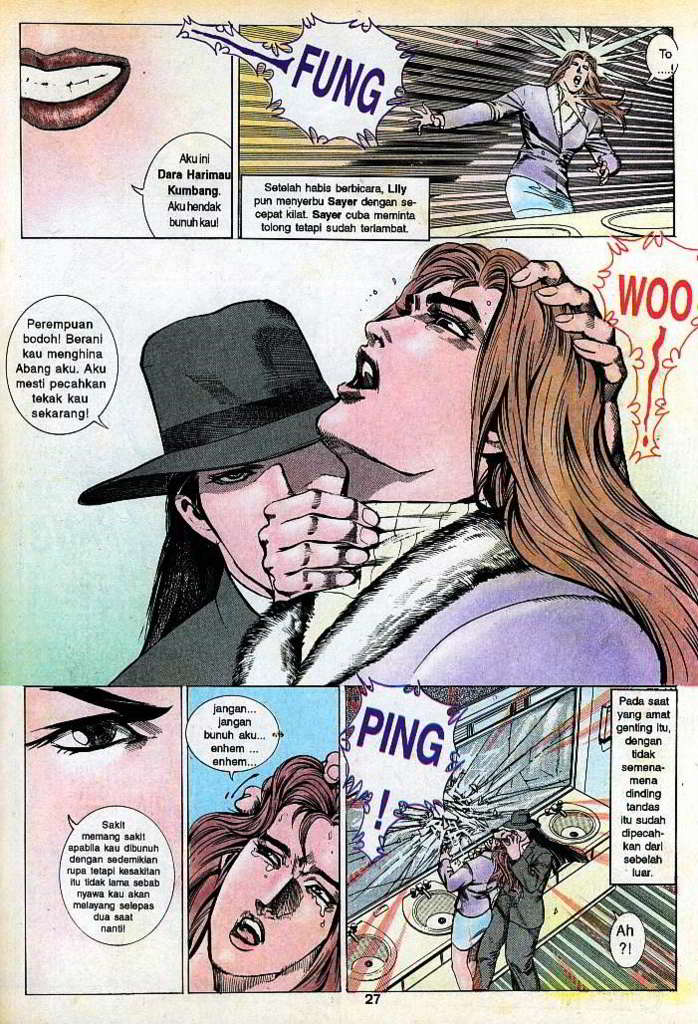 Aku ini
Dara Harimau
Kumbang.
Aku hendak
bunuh kau!
FUNG
To
.....!
Setelah habis berbicara, Lily
pun menyerbu Sayer dengan se-
cepat kilat. Sayer cuba meminta
tolong tetapi sudah terlambat.
Perempuan
bodoh! Berani
kau menghina
Abang aku. Aku
mesti pecahkan
tekak kau
sekarang!
WOO
!
Sakit
memang sakit
apabila kau dibunuh
dengan sedemikian
rupa tetapi kesakitan
itu tidak lama sebab
nyawa kau akan
melayang selepas
dua saat
nanti!
jangan...
jangan
bunuh aku...
enhem ...
enhem...
PING
!
Pada saat
yang amat
genting itu,
dengan
tidak
semena-
mena
dinding
tandas
itu sudah
dipecah-
kan dari
sebelah
luar.
Ah
?!
27